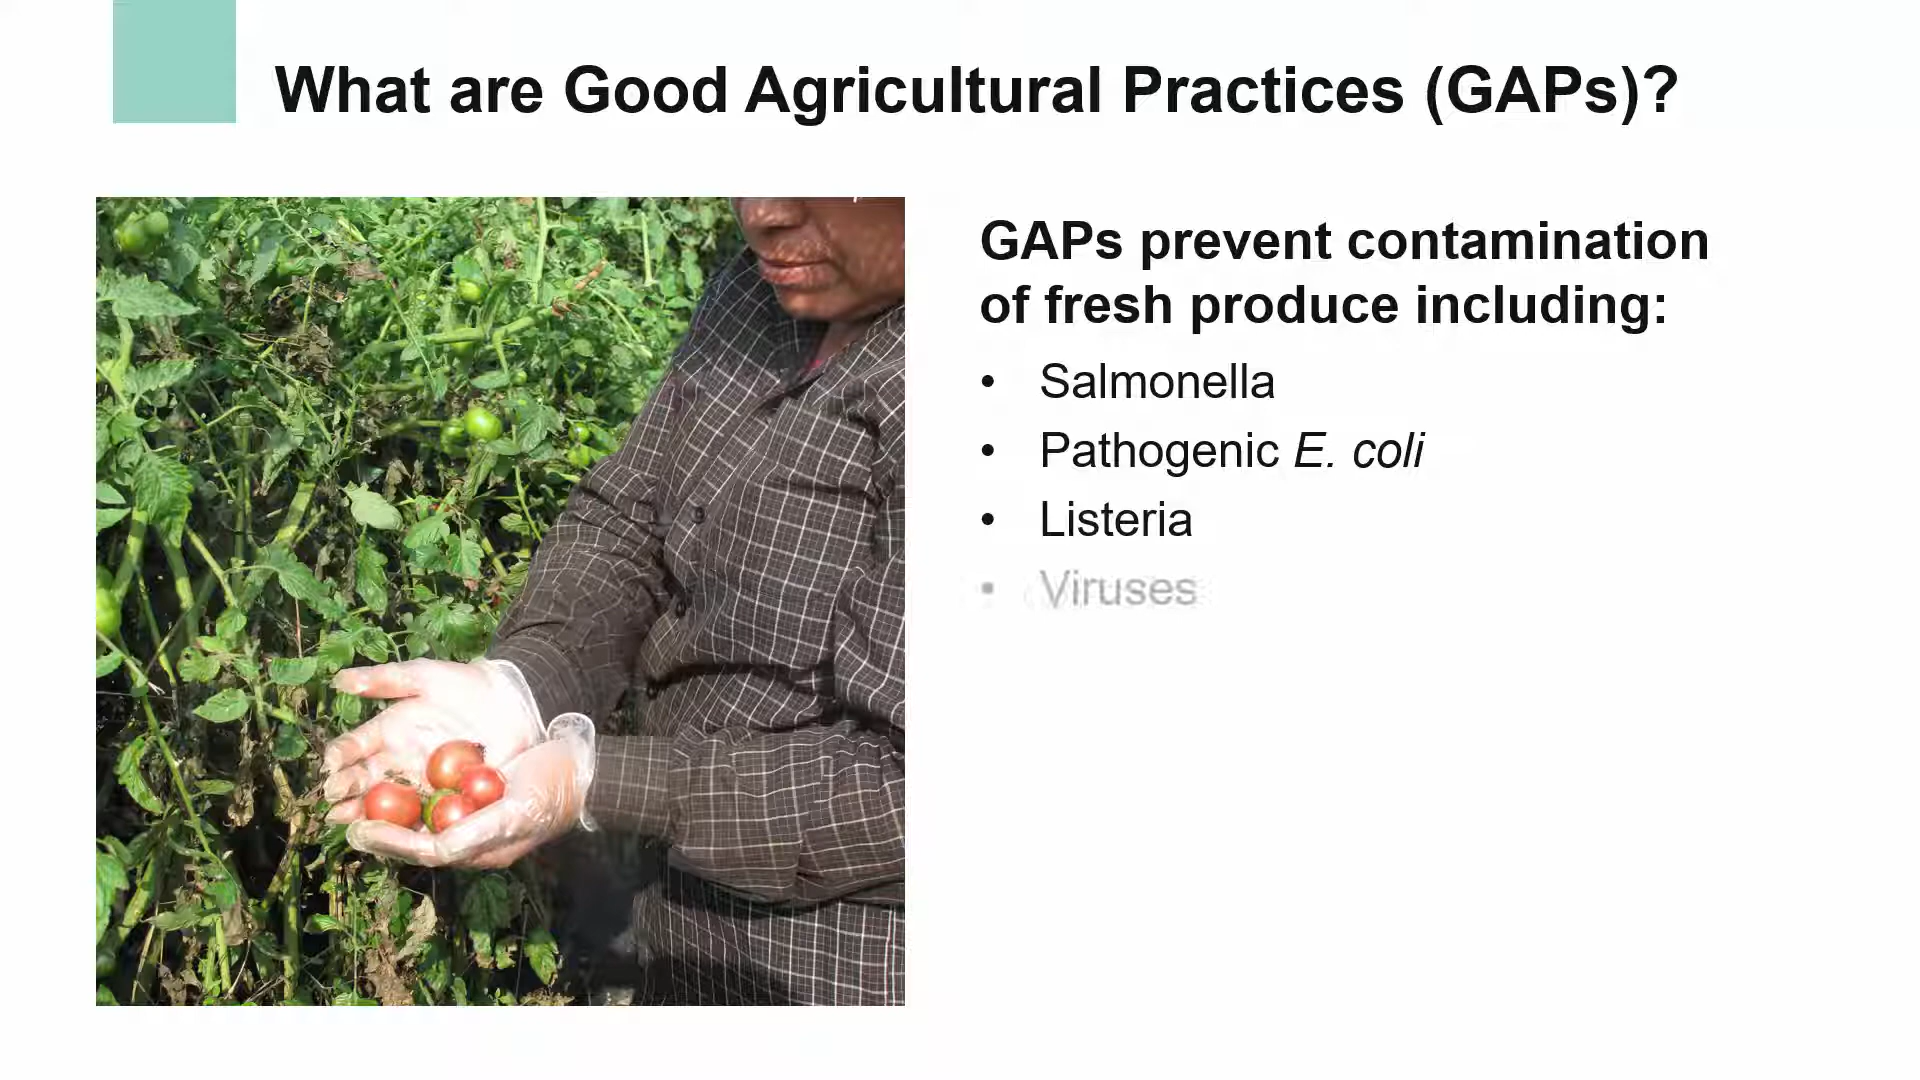 What are Good Agricultural Practices (GAPs)?
GAPs prevent contamination
of fresh produce including:
• Salmonella
• Pathogenic E. coli
• Listeria
• Viruses